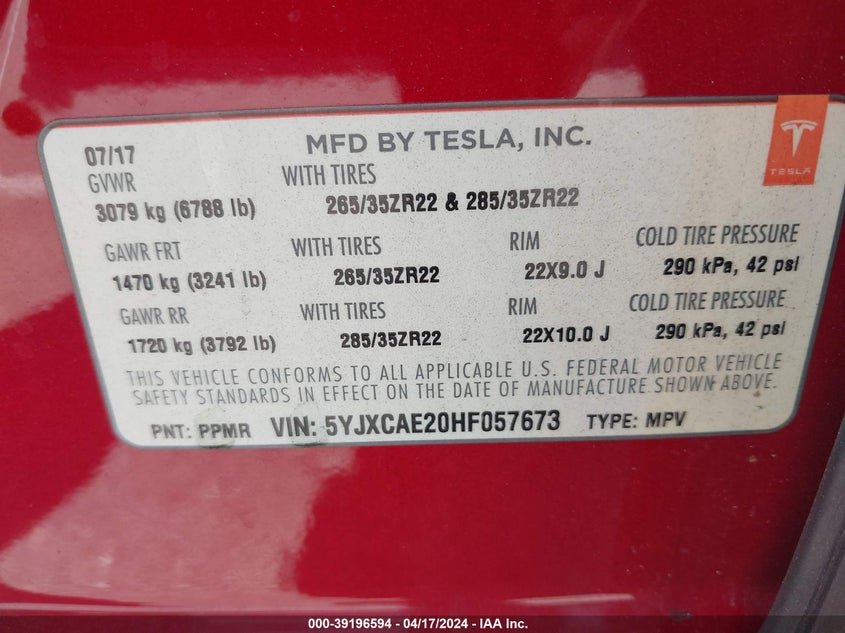 07/17 MFD BY TESLA, INC.
TESLA
GVWR WITH TIRES
3079 kg (6788 lb) 265/35ZR22 & 285/35ZR22
GAWR FRT WITH TIRES RIM COLD TIRE PRESSURE
1470 kg (3241 lb) 265/35ZR22 22X9.0 J 290 kPa, 42 psi
GAWR RR WITH TIRES RIM COLD TIRE PRESSURE
1720 kg (3792 lb) 285/35ZR22 22X10.0 J 290 kPa, 42 psi
THIS VEHICLE CONFORMS TO ALL APPLICABLE U.S. FEDERAL MOTOR VEHICLE
SAFETY STANDARDS IN EFFECT ON THE DATE OF MANUFACTURE SHOWN ABOVE.
PNT: PPMR VIN: 5YJXCAE20HF057673 TYPE: MPV
000-39196594 - 04/17/2024 - IAA Inc.